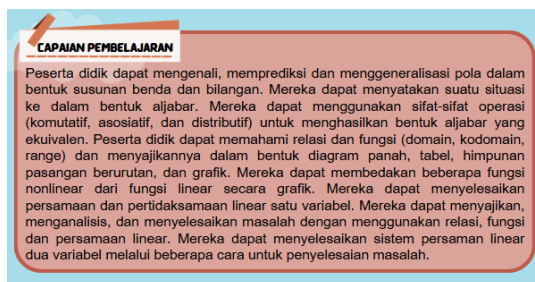 CAPAIAN PEMBELAJARAN
Peserta didik dapat mengenali, memprediksi dan menggeneralisasi pola dalam
bentuk susunan benda dan bilangan. Mereka dapat menyatakan suatu situasi
ke dalam bentuk aljabar. Mereka dapat menggunakan sifat-sifat operasi
(komutatif, asosiatif, dan distributif) untuk menghasilkan bentuk aljabar yang
ekuivalen. Peserta didik dapat memahami relasi dan fungsi (domain, kodomain,
range) dan menyajikannya dalam bentuk diagram panah, tabel, himpunan
pasangan berurutan, dan grafik. Mereka dapat membedakan beberapa fungsi
nonlinear dari fungsi linear secara grafik. Mereka dapat menyelesaikan
persamaan dan pertidaksamaan linear satu variabel. Mereka dapat menyajikan,
menganalisis, dan menyelesaikan masalah dengan menggunakan relasi, fungsi
dan persamaan linear. Mereka dapat menyelesaikan sistem persaman linear
dua variabel melalui beberapa cara untuk penyelesaian masalah.